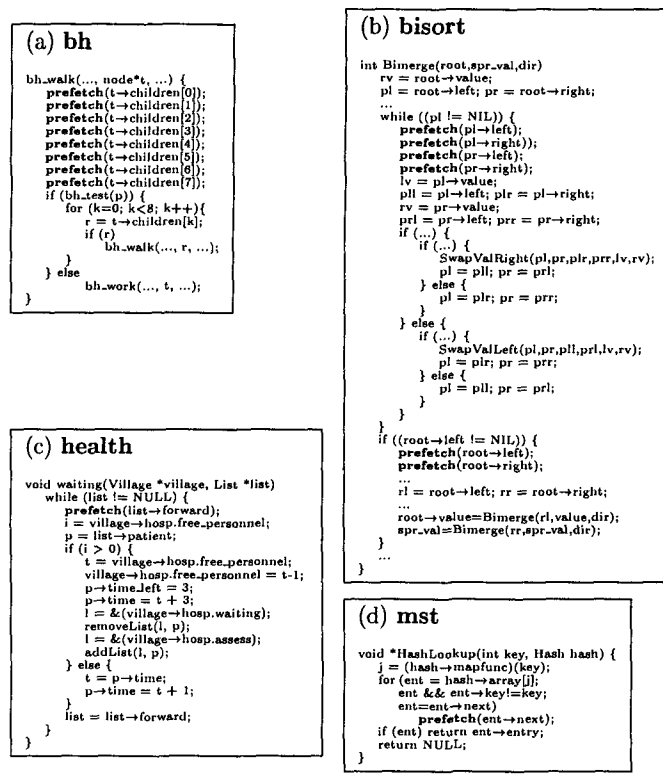 (a) bh
bh_walk(..., node*t, ...) {
prefetch(t→children[0]);
prefetch(t→children[1]);
prefetch(t→children[2]);
prefetch(t→children[3]);
prefetch(t→children[4]);
prefetch(t→children[5]);
prefetch(t→children[6]);
prefetch(t→children[7]);
if (bh_test(p)) {
for (k=0; k<8; k++){
r = t→children[k];
if (r)
bh_walk(..., r, ...);
}
} else
bh_work(..., t, ...);
}
(b) bisort
int Bimerge(root,spr_val,dir)
rv = root→value;
pl = root→left; pr = root→right;
...
while ((pl != NIL)) {
prefetch(pl→left);
prefetch(pl→right));
prefetch(pr→left);
prefetch(pr→right);
lv = pl→value;
pll = pl→left; plr = pl→right;
rv = pr→value;
prl = pr→left; prr = pr→right;
if (...) {
if (...) {
SwapValRight(pl,pr,plr,prr,lv,rv);
pl = pll; pr = prl;
} else {
pl = plr; pr = prr;
}
} else {
if (...) {
SwapValLeft(pl,pr,pll,prl,lv,rv);
pl = plr; pr = prr;
} else {
pl = pll; pr = prl;
}
}
}
if ((root→left != NIL)) {
prefetch(root→left);
prefetch(root→right);
...
rl = root→left; rr = root→right;
...
root→value=Bimerge(rl,value,dir);
spr_val=Bimerge(rr,spr_val,dir);
}
...
}
(c) health
void waiting(Village *village, List *list)
while (list != NULL) {
prefetch(list→forward);
i = village→hosp.free_personnel;
p = list→patient;
if (i > 0) {
t = village→hosp.free_personnel;
village→hosp.free_personnel = t-1;
p→time_left = 3;
p→time = t + 3;
l = &(village→hosp.waiting);
removeList(l, p);
l = &(village→hosp.assess);
addList(l, p);
} else {
t = p→time;
p→time = t + 1;
}
list = list→forward;
}
}
(d) mst
void *HashLookup(int key, Hash hash) {
j = (hash→mapfunc)(key);
for (ent = hash→array[j];
ent && ent→key!=key;
ent=ent→next)
prefetch(ent→next);
if (ent) return ent→entry;
return NULL;
}